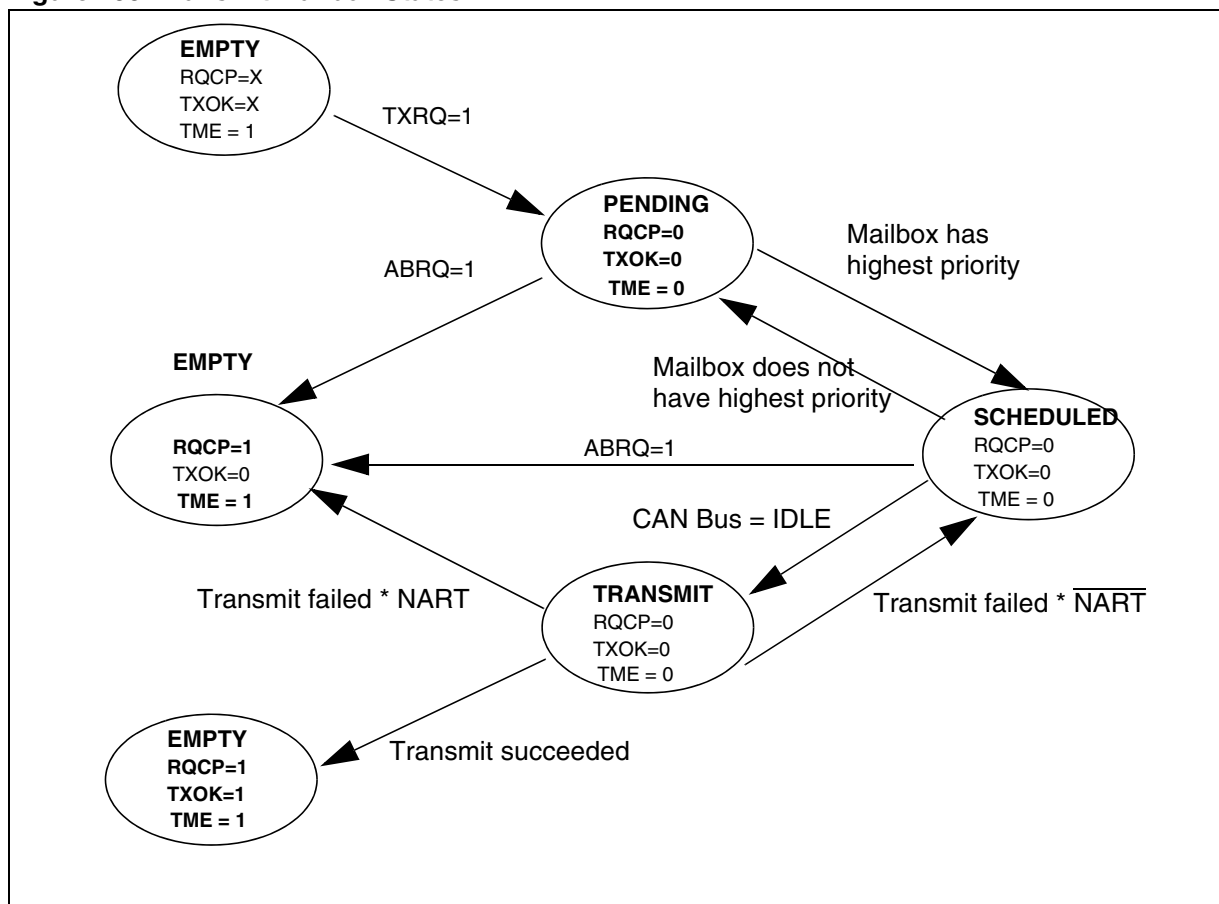 EMPTY
RQCP=X
TXOK=X
TME = 1
TXRQ=1
PENDING
RQCP=0
TXOK=0
TME = 0
Mailbox has
highest priority
ABRQ=1
EMPTY
RQCP=1
TXOK=0
TME = 1
Mailbox does not
have highest priority
SCHEDULED
RQCP=0
TXOK=0
TME = 0
ABRQ=1
CAN Bus = IDLE
Transmit failed * NART
TRANSMIT
RQCP=0
TXOK=0
TME = 0
Transmit failed * N̅A̅R̅T̅
EMPTY
RQCP=1
TXOK=1
TME = 1
Transmit succeeded